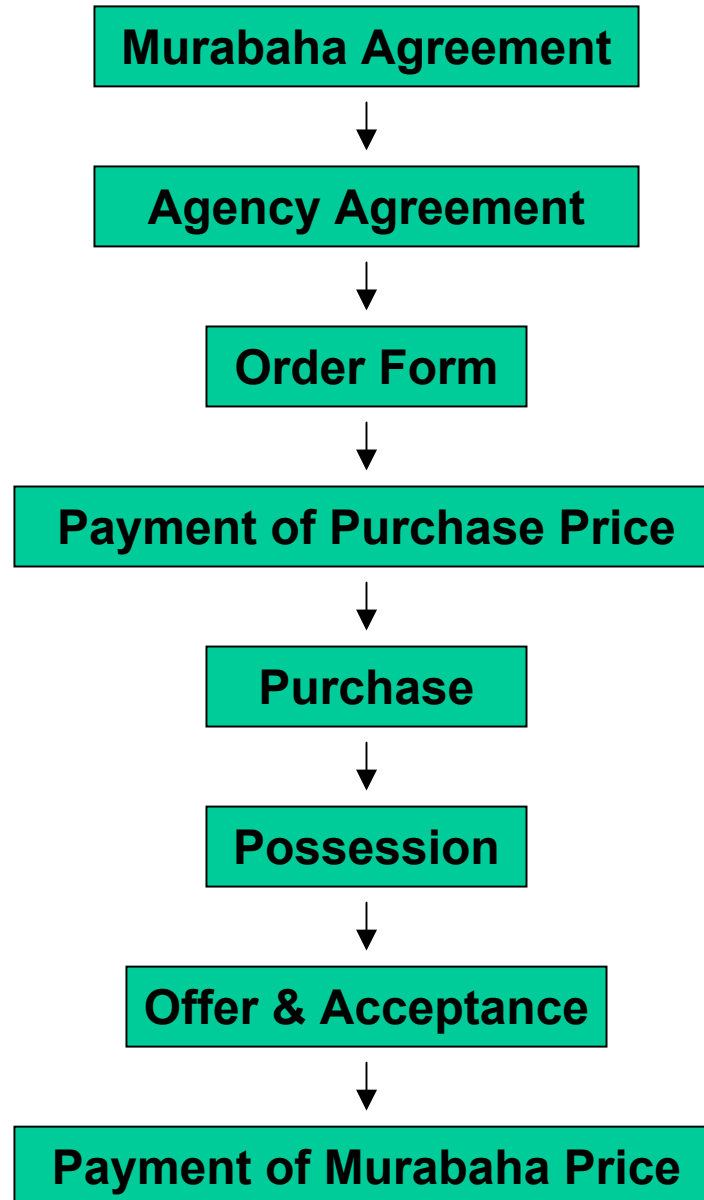 Murabaha Agreement
Agency Agreement
Order Form
Payment of Purchase Price
Purchase
Possession
Offer & Acceptance
Payment of Murabaha Price